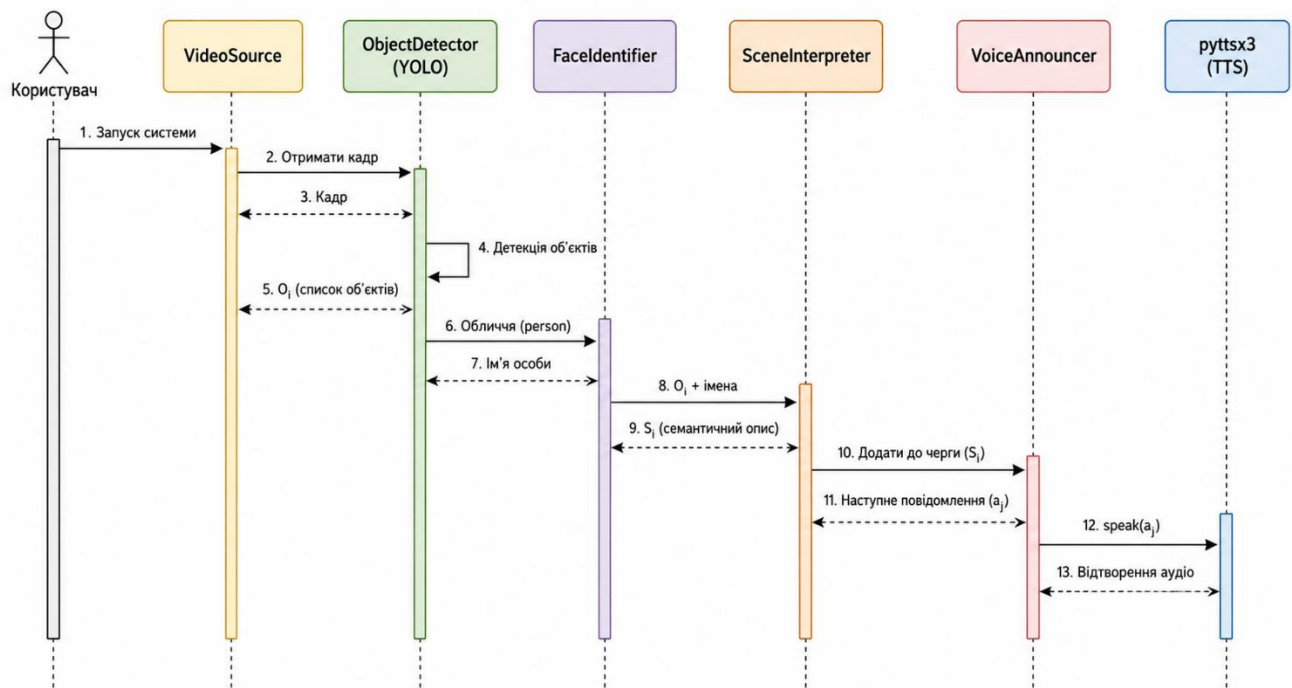 Користувач
VideoSource
ObjectDetector
(YOLO)
FaceIdentifier
SceneInterpreter
VoiceAnnouncer
pyttsx3
(TTS)
1. Запуск системи
2. Отримати кадр
3. Кадр
4. Детекція об'єктів
5. Oi (список об'єктів)
6. Обличчя (person)
7. Ім'я особи
8. Oi + імена
9. Si (семантичний опис)
10. Додати до черги (Si)
11. Наступне повідомлення (aj)
12. speak(aj)
13. Відтворення аудіо